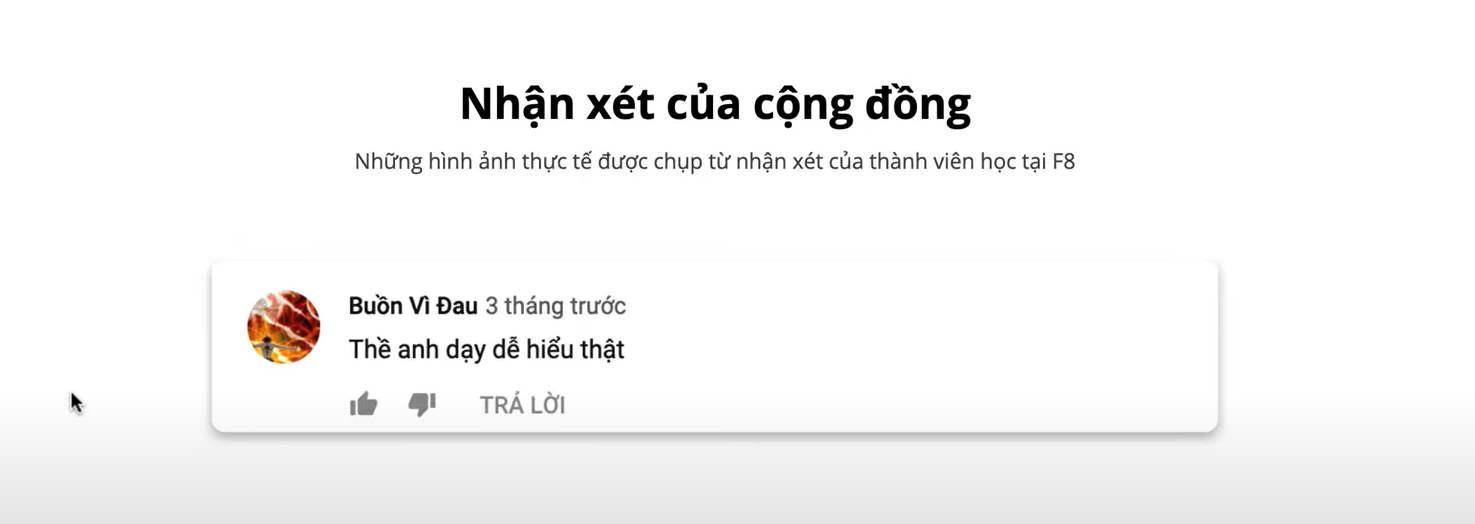 Nhận xét của cộng đồng
Những hình ảnh thực tế được chụp từ nhận xét của thành viên học tại F8
Buồn Vì Đau 3 tháng trước
Thề anh dạy dễ hiểu thật
TRẢ LỜI